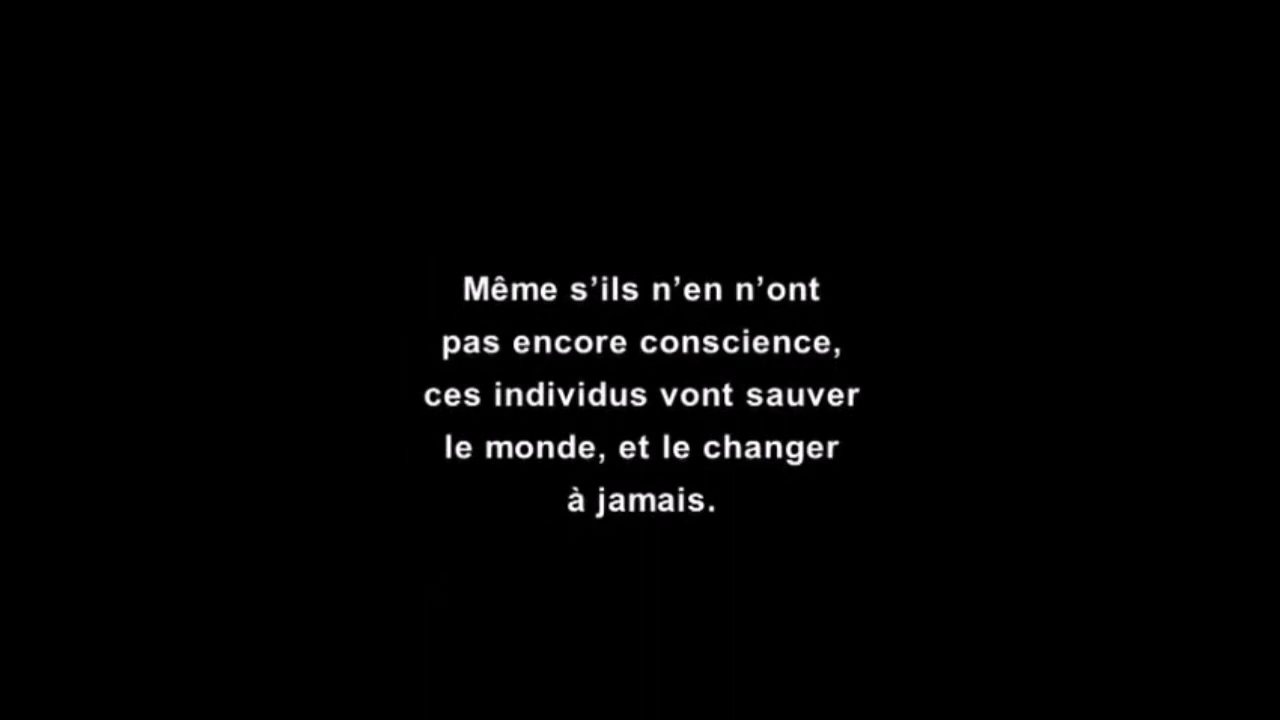 Même s’ils n’en n’ont
pas encore conscience,
ces individus vont sauver
le monde, et le changer
à jamais.